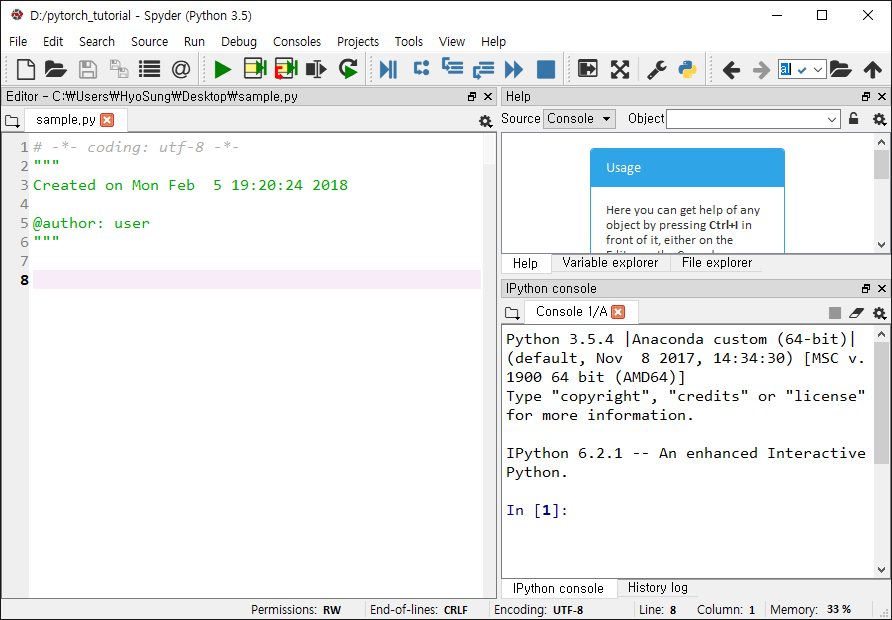 D:/pytorch_tutorial - Spyder (Python 3.5)
File Edit Search Source Run Debug Consoles Projects Tools View Help
Editor - C:₩Users₩HyoSung₩Desktop₩sample,py
sample,py
1 # -*- coding: utf-8 -*-
2 """
3 Created on Mon Feb  5 19:20:24 2018
4
5 @author: user
6 """
7
8
Help
Source Console Object
Usage
Here you can get help of any
object by pressing Ctrl+I in
front of it, either on the
Help Variable explorer File explorer
IPython console
Console 1/A
Python 3.5.4 |Anaconda custom (64-bit)|
(default, Nov  8 2017, 14:34:30) [MSC v.
1900 64 bit (AMD64)]
Type "copyright", "credits" or "license"
for more information.
IPython 6.2.1 -- An enhanced Interactive
Python.
In [1]:
IPython console History log
Permissions: RW End-of-lines: CRLF Encoding: UTF-8 Line: 8 Column: 1 Memory: 33 %